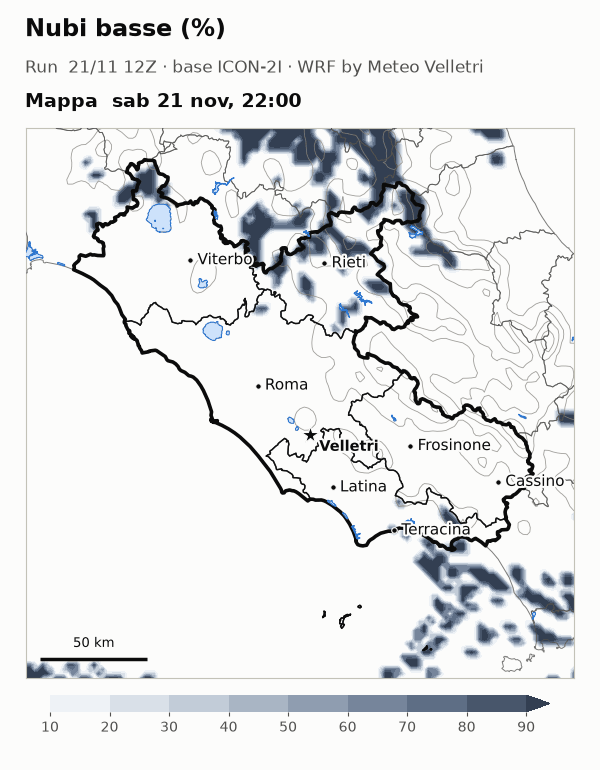 Nubi basse (%)
Run  21/11 12Z · base ICON-2I · WRF by Meteo Velletri
Mappa  sab 21 nov, 22:00
Viterbo
Rieti
Roma
Velletri
Frosinone
Latina
Cassino
Terracina
50 km
10 20 30 40 50 60 70 80 90